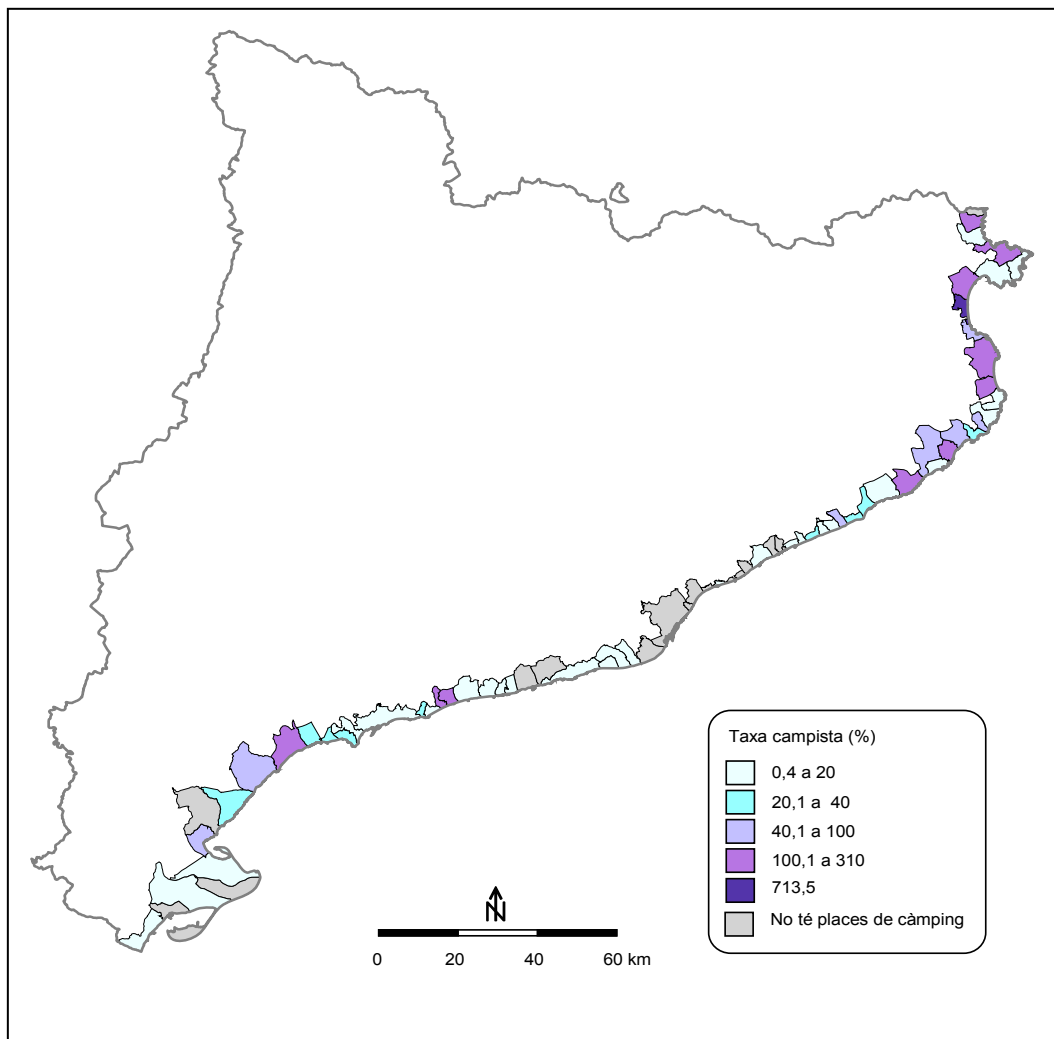 Taxa campista (%)
0,4 a 20
20,1 a  40
40,1 a 100
100,1 a 310
713,5
No té places de càmping
N
0 20 40 60 km